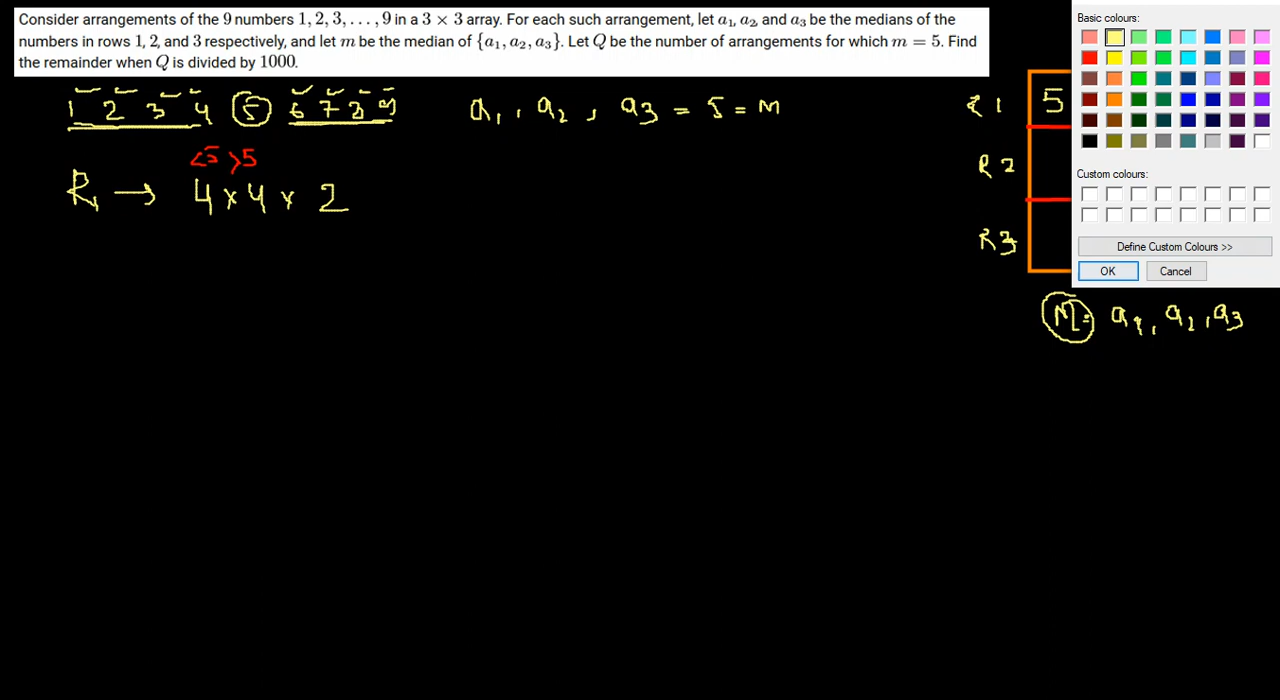 Consider arrangements of the 9 numbers 1, 2, 3, . . . , 9 in a 3 × 3 array. For each such arrangement, let a₁, a₂ and a₃ be the medians of the
numbers in rows 1, 2, and 3 respectively, and let m be the median of {a₁, a₂, a₃}. Let Q be the number of arrangements for which m = 5. Find
the remainder when Q is divided by 1000.
1 2 3 4 5 6 7 8 9
a₁, a₂, a₃ = 5 = M
<5 >5
R₁ → 4 × 4 × 2
R 1 5
R 2
R 3
M: a₁, a₂, a₃
Basic colours:
Custom colours:
Define Custom Colours >>
OK Cancel